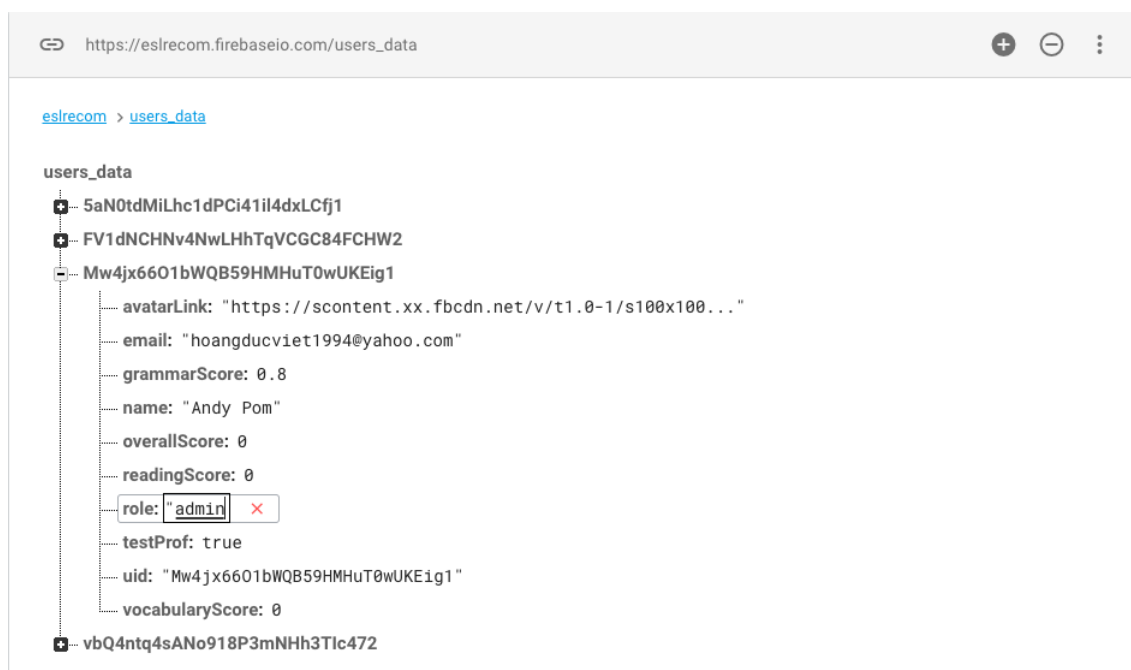 https://eslrecom.firebaseio.com/users_data
eslrecom > users_data
users_data
5aN0tdMiLhc1dPCi41il4dxLCfj1
FV1dNCHNv4NwLHhTqVCGC84FCHW2
Mw4jx66O1bWQB59HMHuT0wUKEig1
avatarLink: "https://scontent.xx.fbcdn.net/v/t1.0-1/s100x100..."
email: "hoangducviet1994@yahoo.com"
grammarScore: 0.8
name: "Andy Pom"
overallScore: 0
readingScore: 0
role: "admin
testProf: true
uid: "Mw4jx66O1bWQB59HMHuT0wUKEig1"
vocabularyScore: 0
vbQ4ntq4sANo918P3mNHh3TIc472